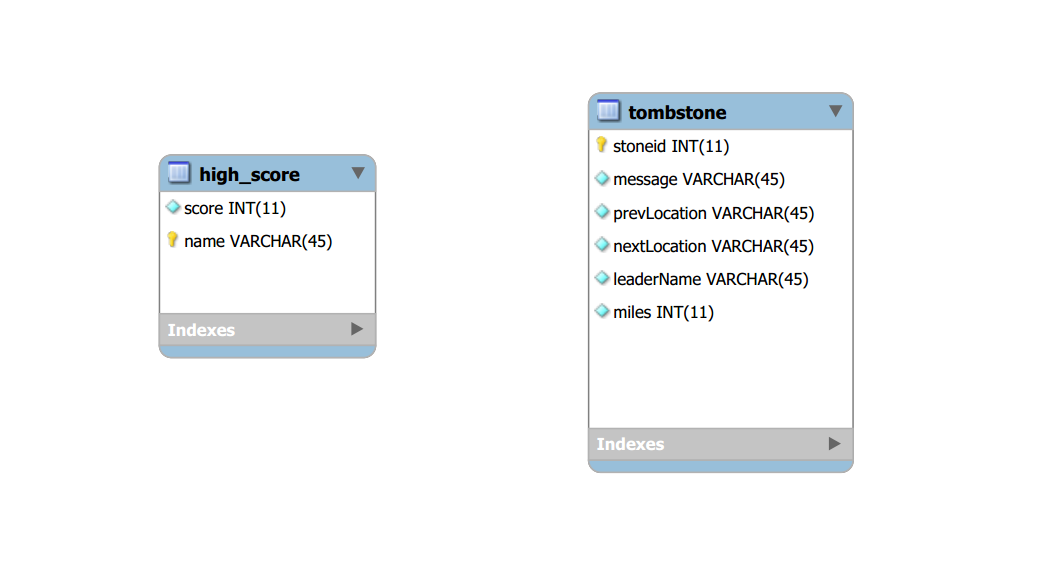 high_score
score INT(11)
name VARCHAR(45)
Indexes
tombstone
stoneid INT(11)
message VARCHAR(45)
prevLocation VARCHAR(45)
nextLocation VARCHAR(45)
leaderName VARCHAR(45)
miles INT(11)
Indexes